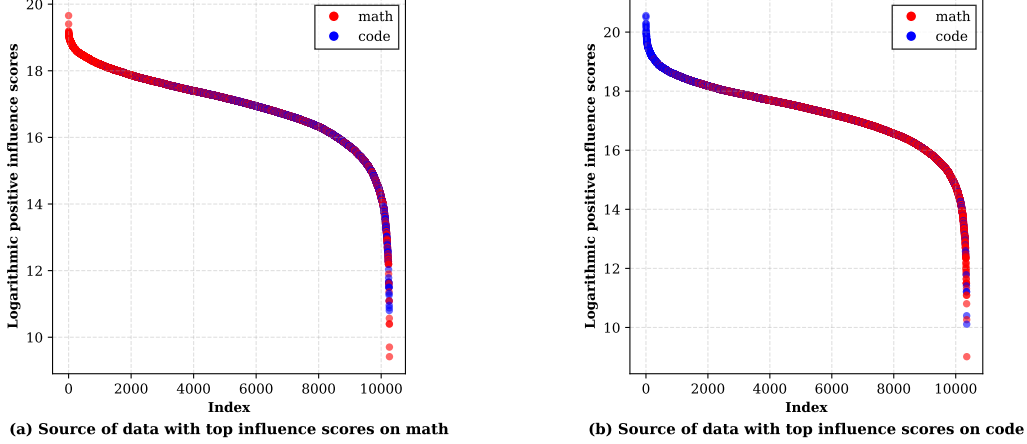 20
18
16
14
12
10
Logarithmic positive influence scores
math
code
0 2000 4000 6000 8000 10000
Index
(a) Source of data with top influence scores on math
20
18
16
14
12
10
Logarithmic positive influence scores
math
code
0 2000 4000 6000 8000 10000
Index
(b) Source of data with top influence scores on code